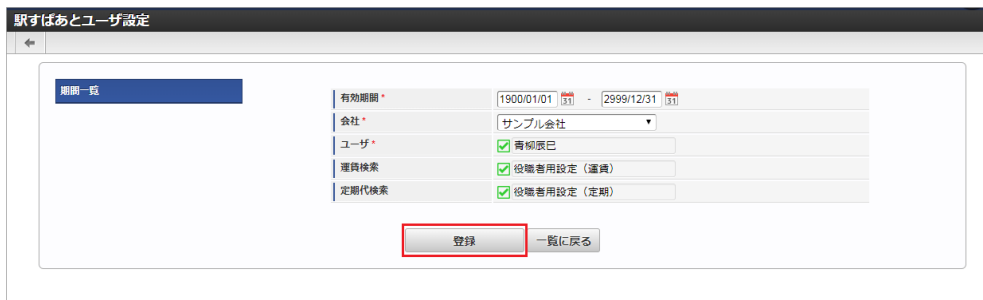 駅すぱあとユーザ設定
期間一覧
有効期間 * 1900/01/01 31 - 2999/12/31 31
会社 * サンプル会社
ユーザ * 青柳辰巳
運賃検索 役職者用設定（運賃）
定期代検索 役職者用設定（定期）
登録 一覧に戻る